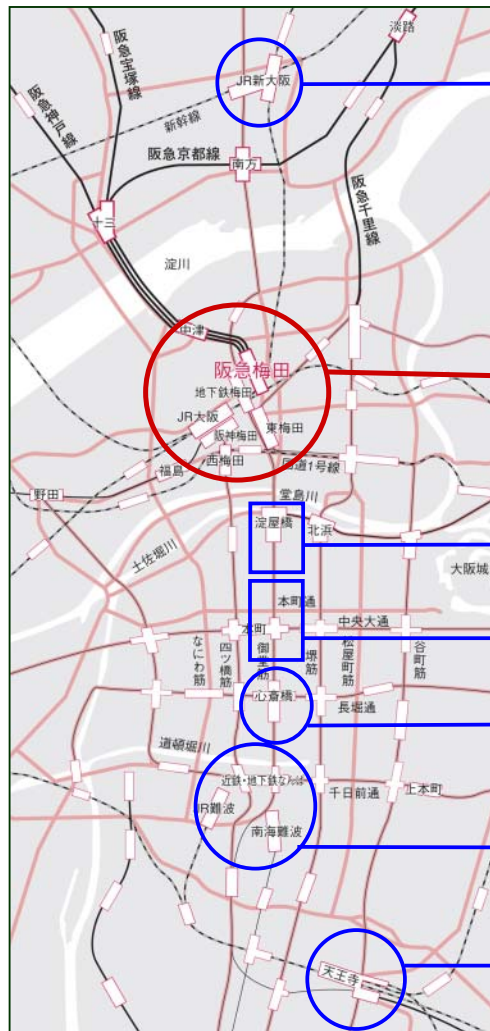 淡路
阪急宝塚線
JR新大阪
阪急神戸線
新幹線
阪急京都線
南方
阪急千里線
十三
淀川
中津
阪急梅田
地下鉄梅田
JR大阪
東梅田
阪神梅田
西梅田
国道1号線
福島
野田
堂島川
淀屋橋
北浜
土佐堀川
大阪城
本町通
本町
中央大通
なにわ筋
四ツ橋筋
御堂筋
堺筋
松屋町筋
谷町筋
心斎橋
長堀通
道頓堀川
近鉄・地下鉄なんば
JR難波
千日前通
上本町
南海難波
天王寺